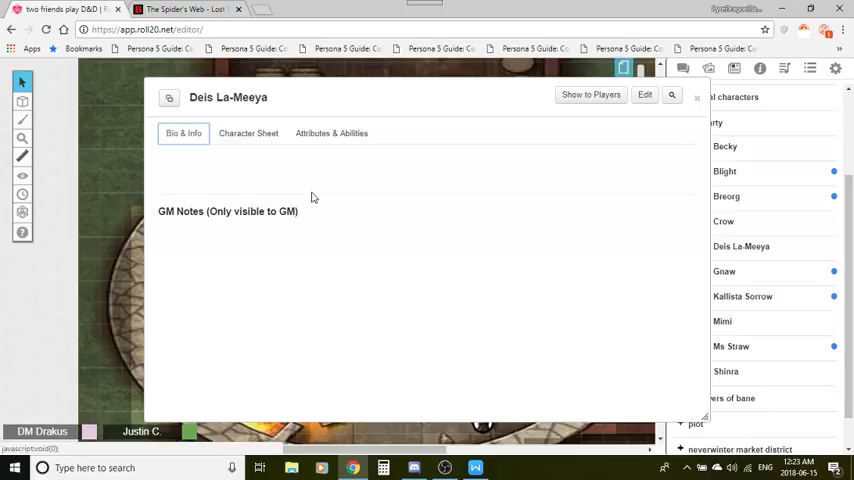 two friends play D&D | R
The Spider's Web - Lost
https://app.roll20.net/editor/
Apps
Bookmarks
Persona 5 Guide: Co
Persona 5 Guide: Co
Persona 5 Guide: Co
Persona 5 Guide: Co
Persona 5 Guide: Co
Persona 5 Guide: Co
Persona 5 Guide: Co
Deis La-Meeya
Show to Players
Edit
Bio & Info
Character Sheet
Attributes & Abilities
GM Notes (Only visible to GM)
al characters
arty
Becky
Blight
Breorg
Crow
Deis La-Meeya
Gnaw
Kallista Sorrow
Mimi
Ms Straw
Shinra
vers of bane
plot
neverwinter market district
DM Drakus
Justin C.
javascript:void(0);
Type here to search
ENG
12:23 AM
2018-06-15